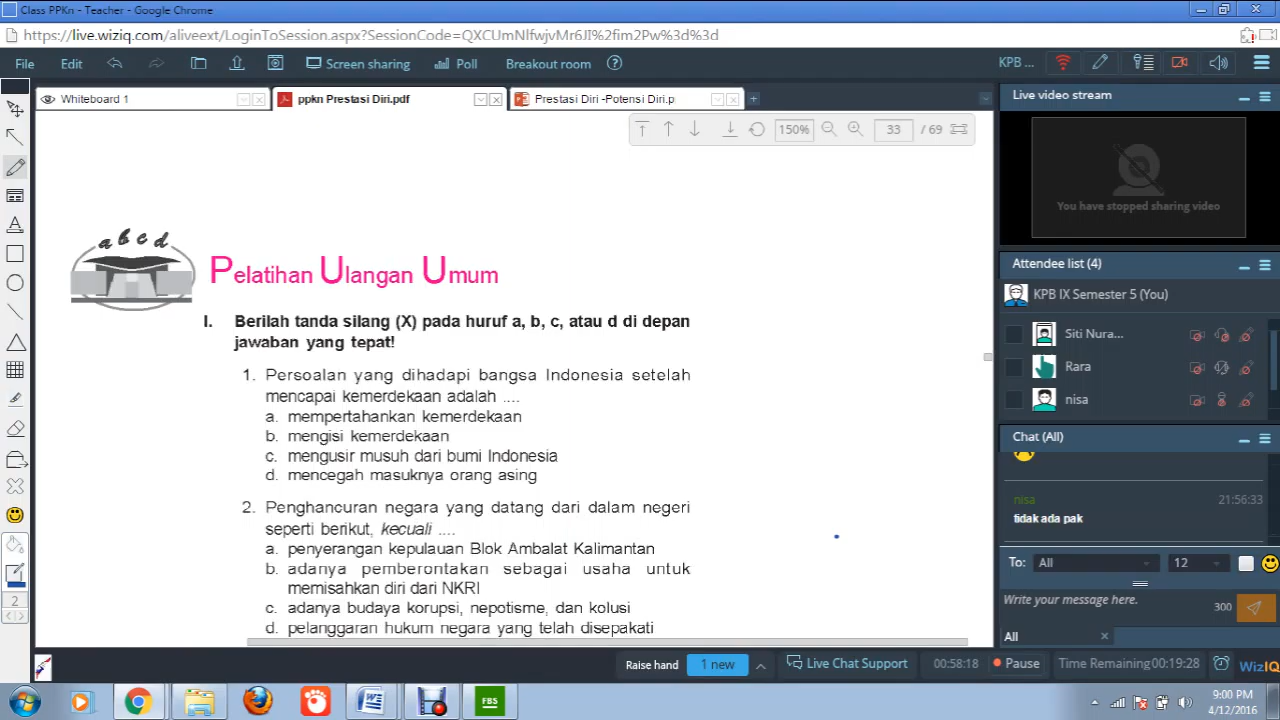 Class PPKn - Teacher - Google Chrome
https://live.wiziq.com/aliveext/LoginToSession.aspx?SessionCode=QXCUmNlfwjvMr6JI%2fim2Pw%3d%3d
File Edit Screen sharing Poll Breakout room ? KPB ...
Whiteboard 1 ppkn Prestasi Diri.pdf Prestasi Diri -Potensi Diri.p
150% 33 / 69
abcd
Pelatihan Ulangan Umum
I. Berilah tanda silang (X) pada huruf a, b, c, atau d di depan
jawaban yang tepat!
1. Persoalan yang dihadapi bangsa Indonesia setelah
mencapai kemerdekaan adalah ....
a. mempertahankan kemerdekaan
b. mengisi kemerdekaan
c. mengusir musuh dari bumi Indonesia
d. mencegah masuknya orang asing
2. Penghancuran negara yang datang dari dalam negeri
seperti berikut, kecuali ....
a. penyerangan kepulauan Blok Ambalat Kalimantan
b. adanya pemberontakan sebagai usaha untuk
memisahkan diri dari NKRI
c. adanya budaya korupsi, nepotisme, dan kolusi
d. pelanggaran hukum negara yang telah disepakati
2
Live video stream
You have stopped sharing video
Attendee list (4)
KPB IX Semester 5 (You)
Siti Nura...
Rara
nisa
Chat (All)
nisa 21:56:33
tidak ada pak
To: All 12
Write your message here. 300
All
Raise hand 1 new Live Chat Support 00:58:18 Pause Time Remaining 00:19:28 WizIQ
FBS
9:00 PM
4/12/2016